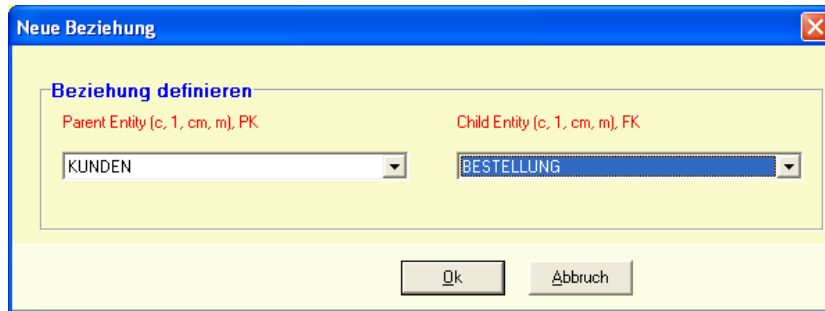 Neue Beziehung
Beziehung definieren
Parent Entity (c, 1, cm, m), PK
Child Entity (c, 1, cm, m), FK
KUNDEN
BESTELLUNG
Ok
Abbruch